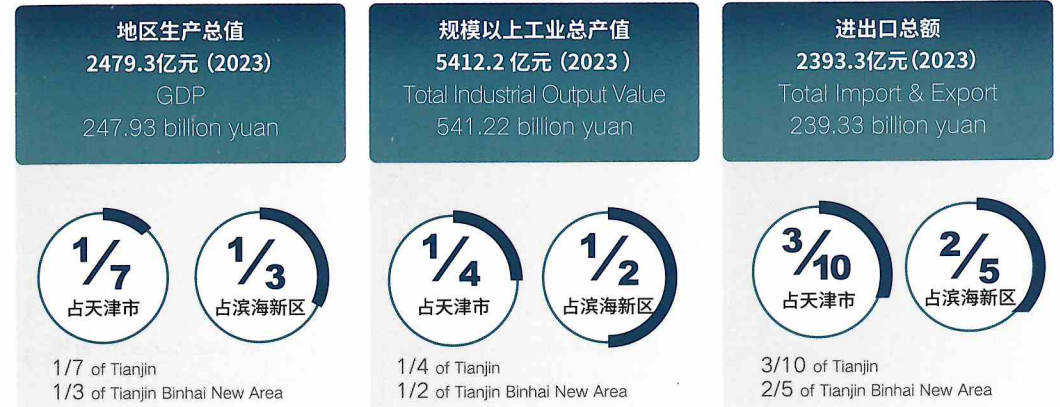 地区生产总值
2479.3亿元（2023）
GDP
247.93 billion yuan
1/7
占天津市
1/3
占滨海新区
1/7 of Tianjin
1/3 of Tianjin Binhai New Area
规模以上工业总产值
5412.2 亿元（2023 ）
Total Industrial Output Value
541.22 billion yuan
1/4
占天津市
1/2
占滨海新区
1/4 of Tianjin
1/2 of Tianjin Binhai New Area
进出口总额
2393.3亿元（2023）
Total Import & Export
239.33 billion yuan
3/10
占天津市
2/5
占滨海新区
3/10 of Tianjin
2/5 of Tianjin Binhai New Area